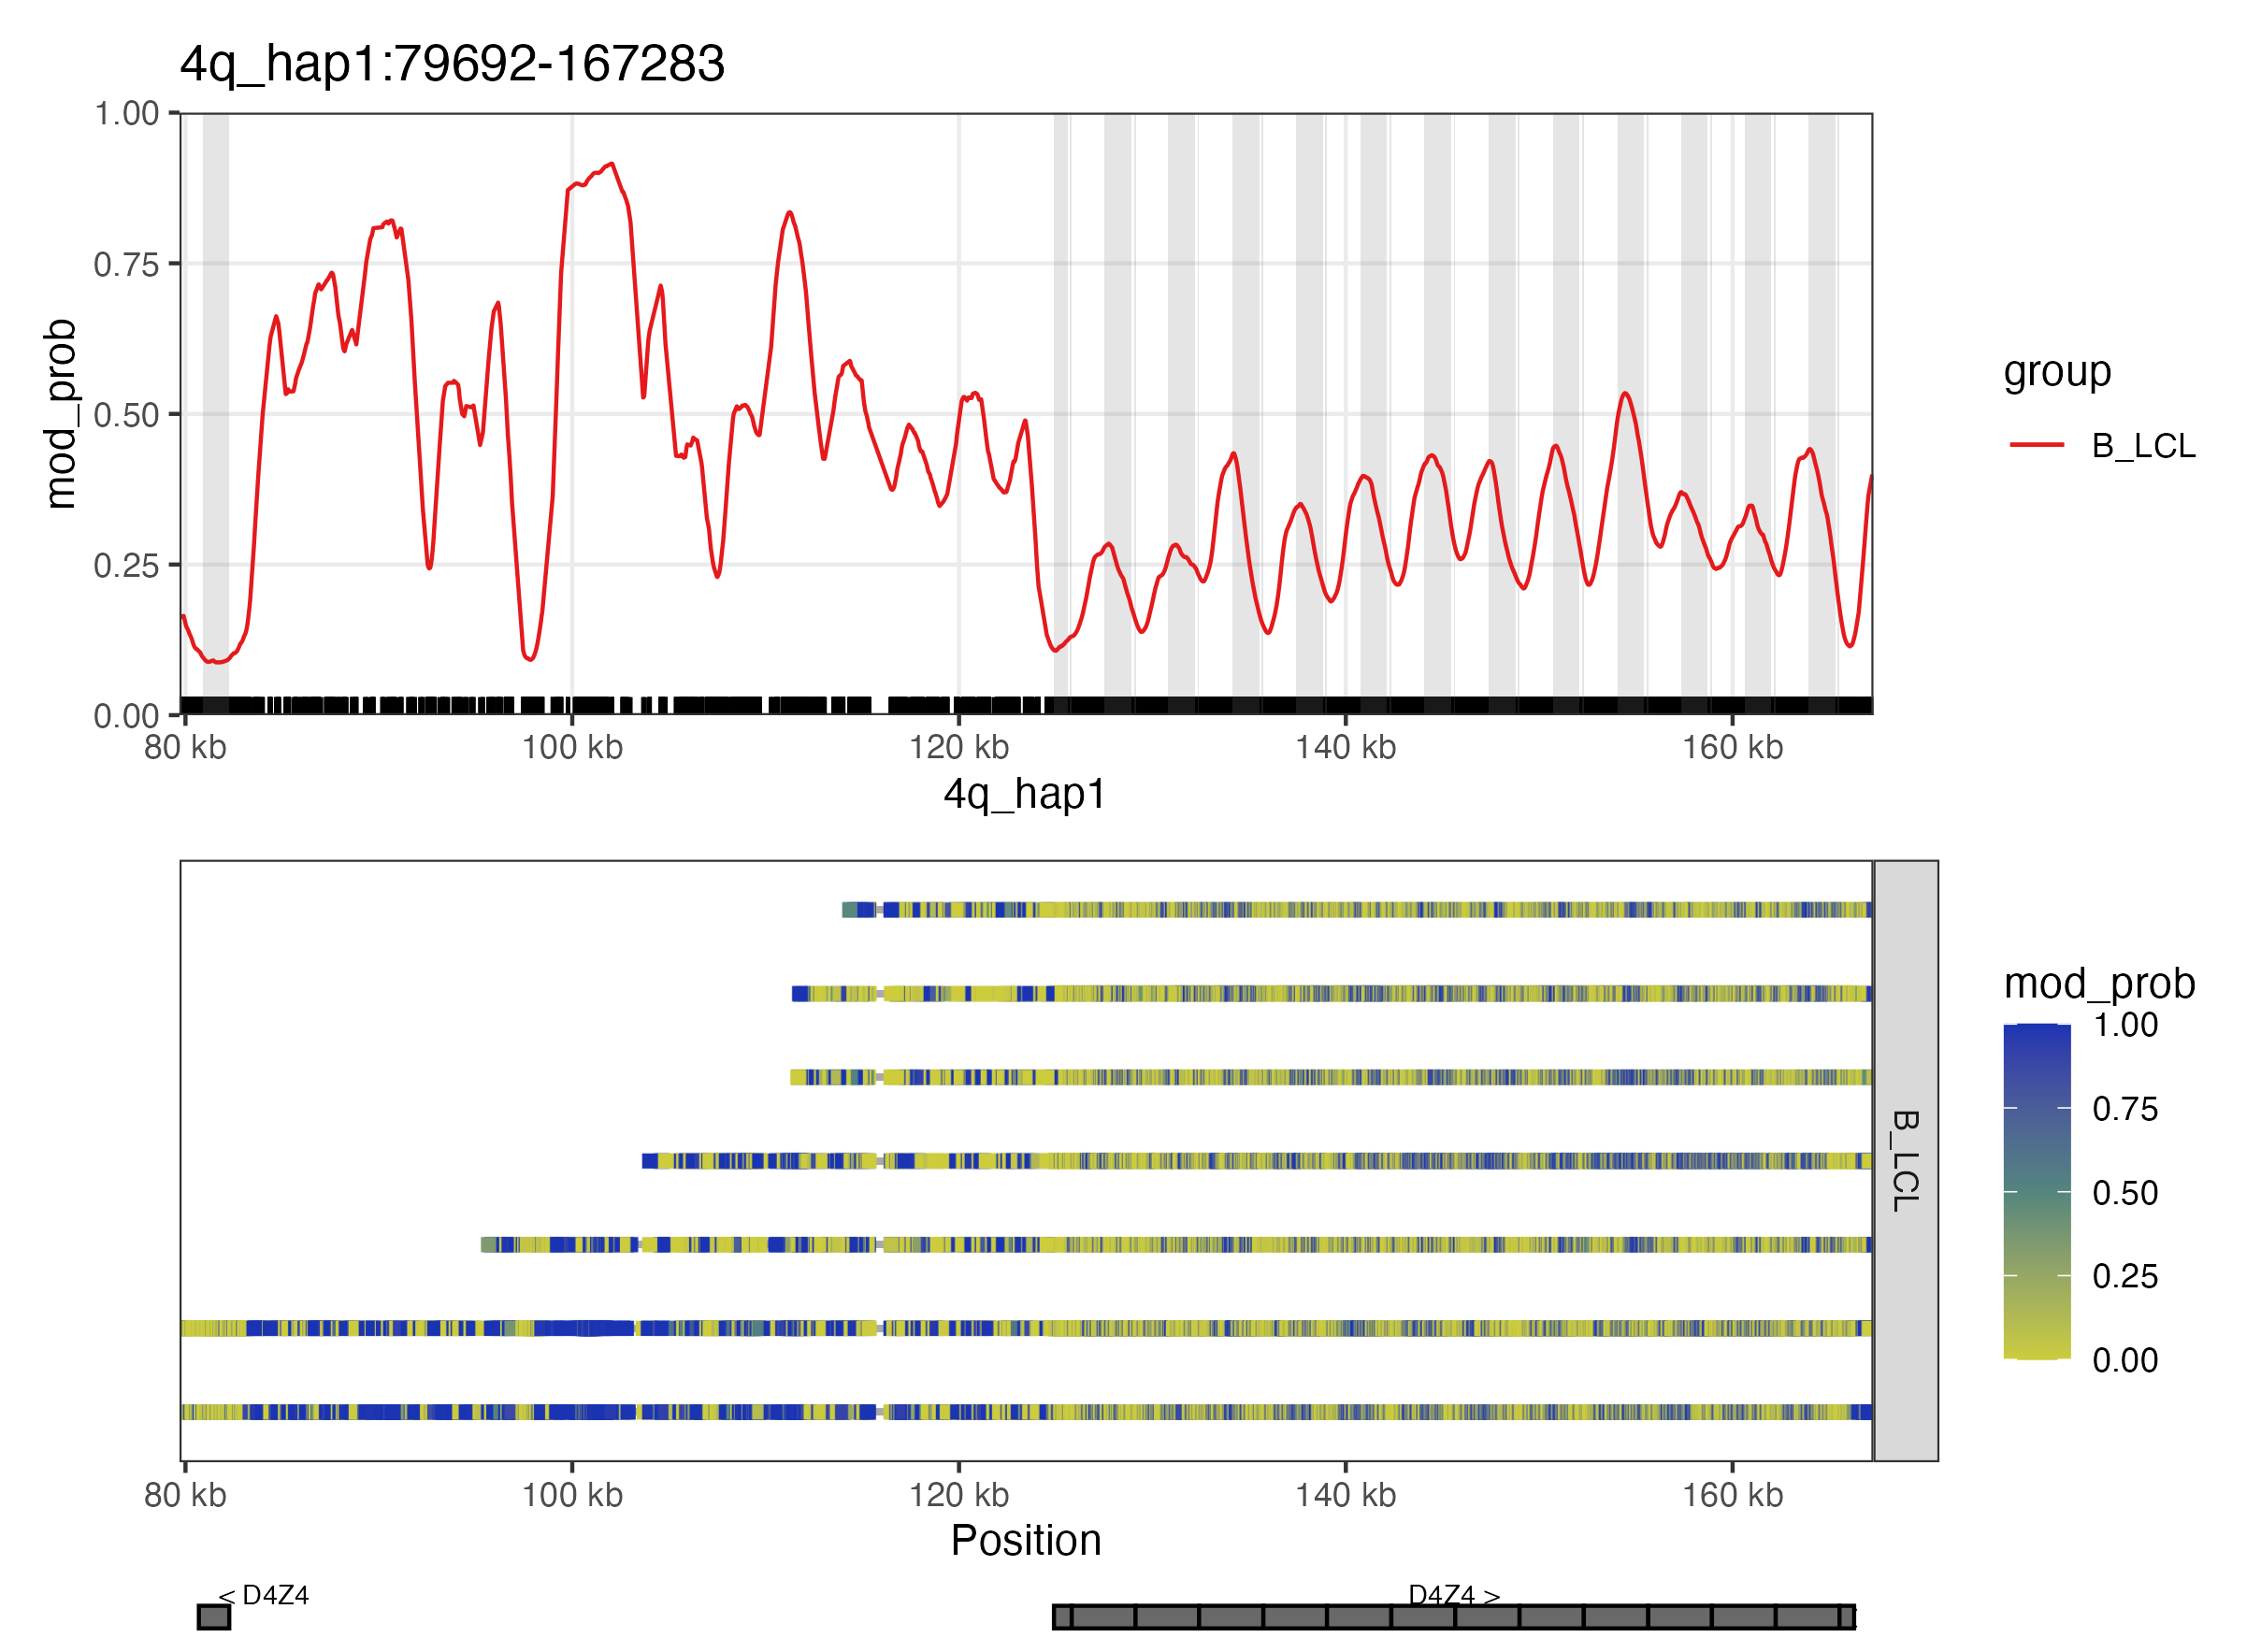 4q_hap1:79692-167283
1.00
0.75
0.50
0.25
0.00
mod_prob
80 kb 100 kb 120 kb 140 kb 160 kb
4q_hap1
group
B_LCL
B_LCL
mod_prob
1.00
0.75
0.50
0.25
0.00
80 kb 100 kb 120 kb 140 kb 160 kb
Position
< D4Z4 D4Z4 >